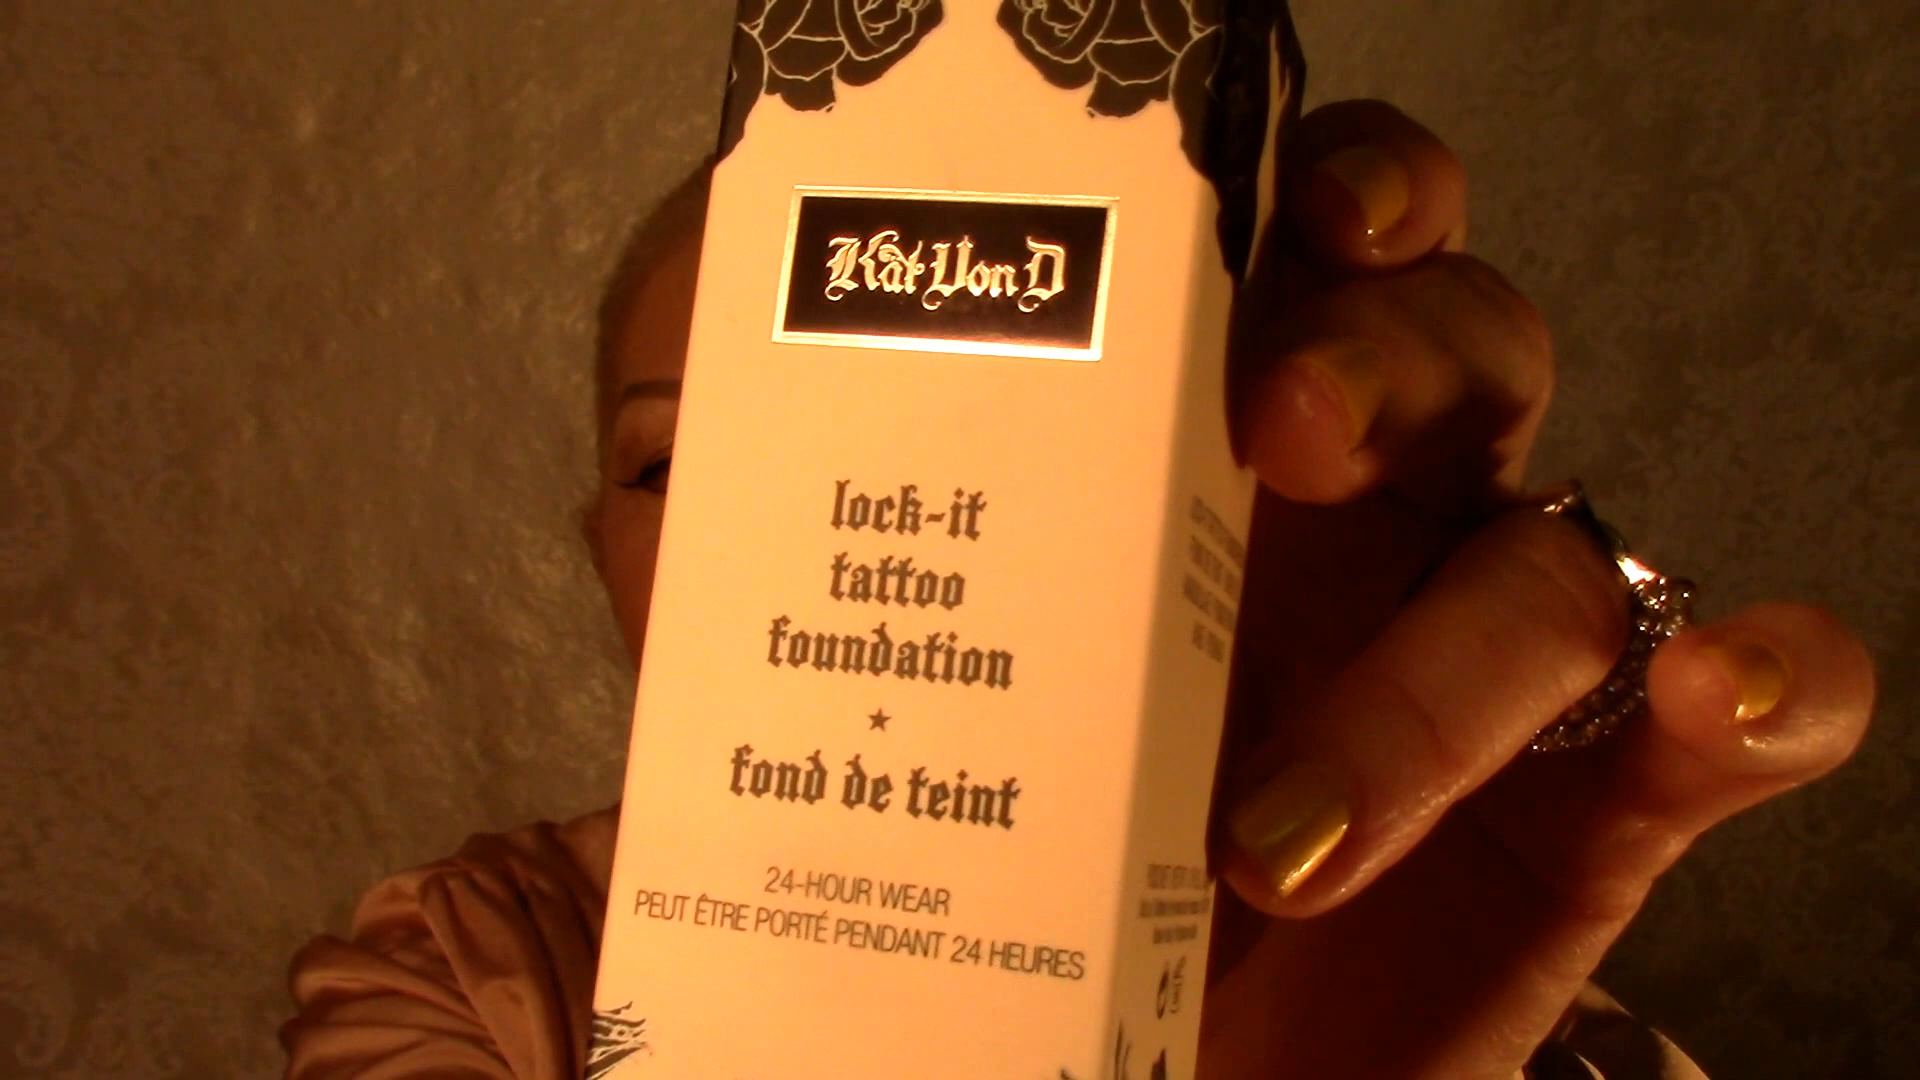 Kat Von D
lock-it
tattoo
foundation
fond de teint
24-HOUR WEAR
PEUT ÊTRE PORTÉ PENDANT 24 HEURES